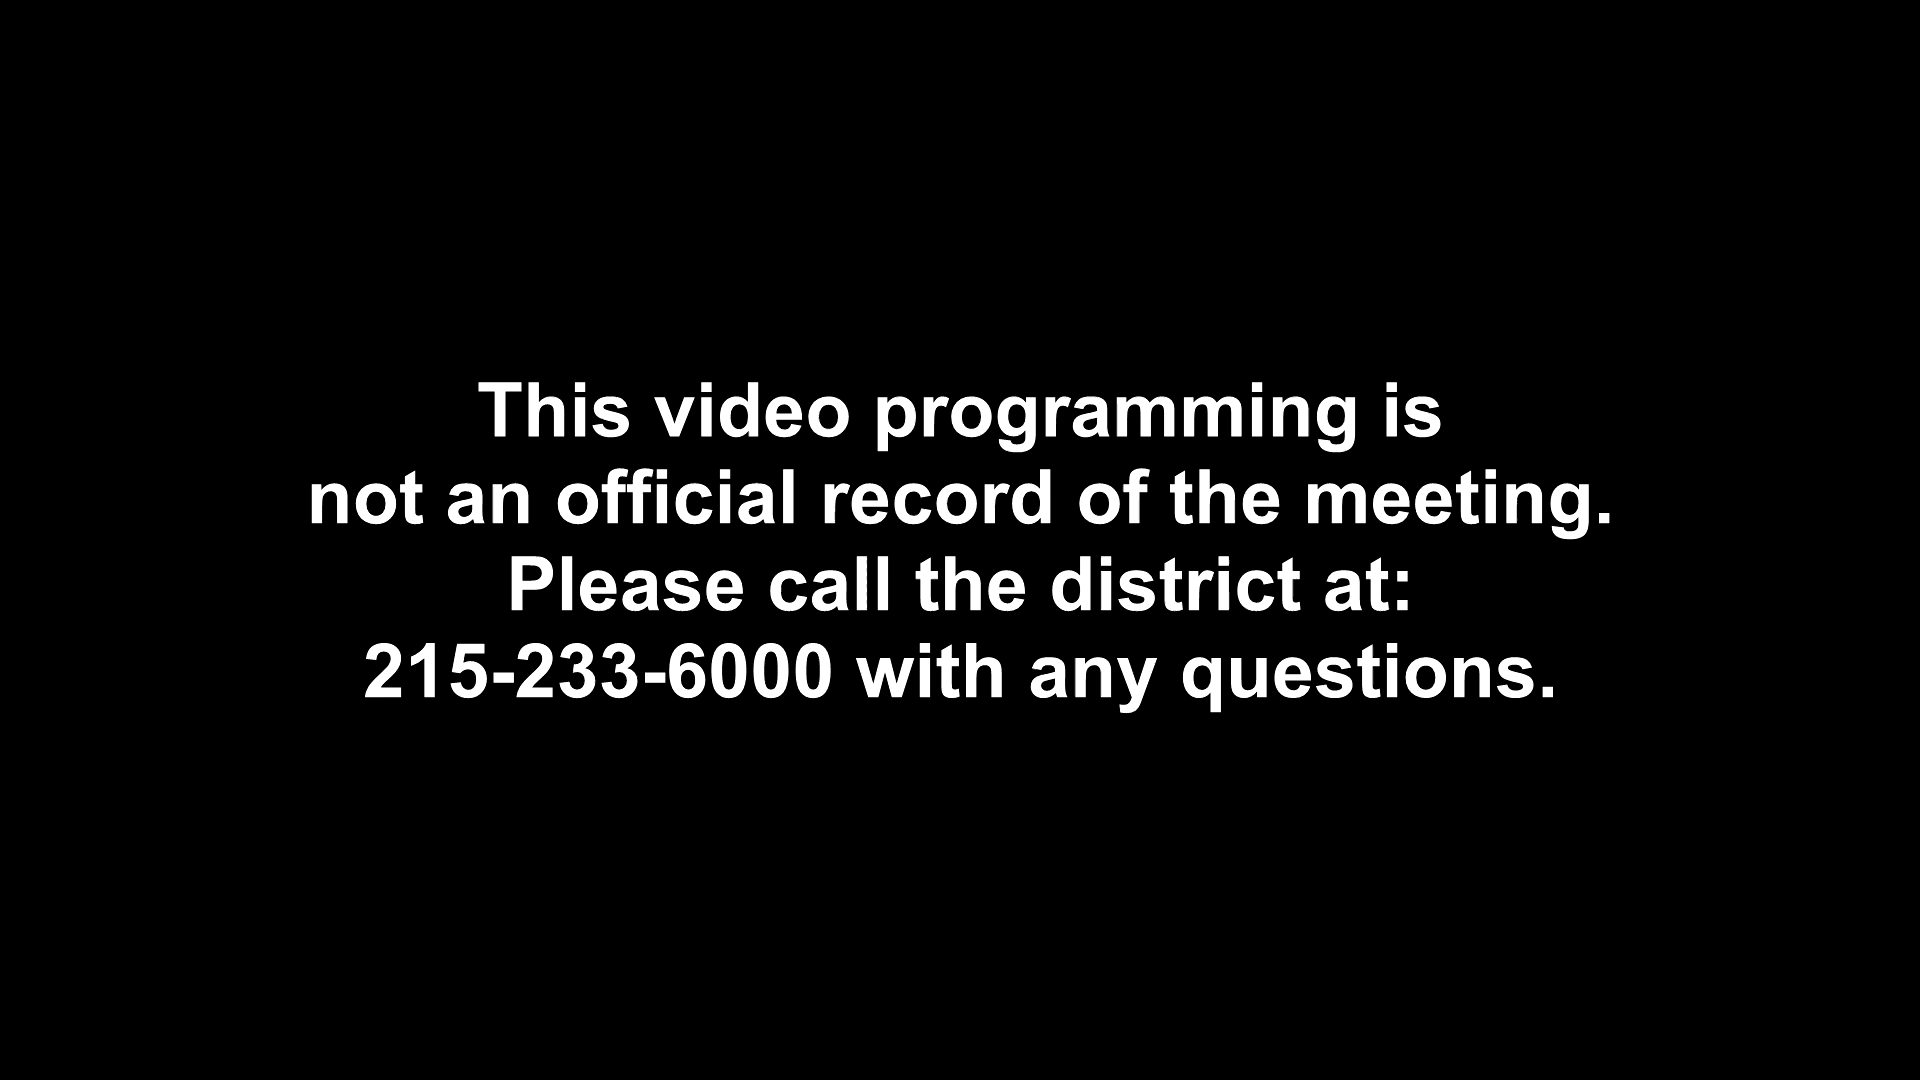 This video programming is
not an official record of the meeting.
Please call the district at:
215-233-6000 with any questions.